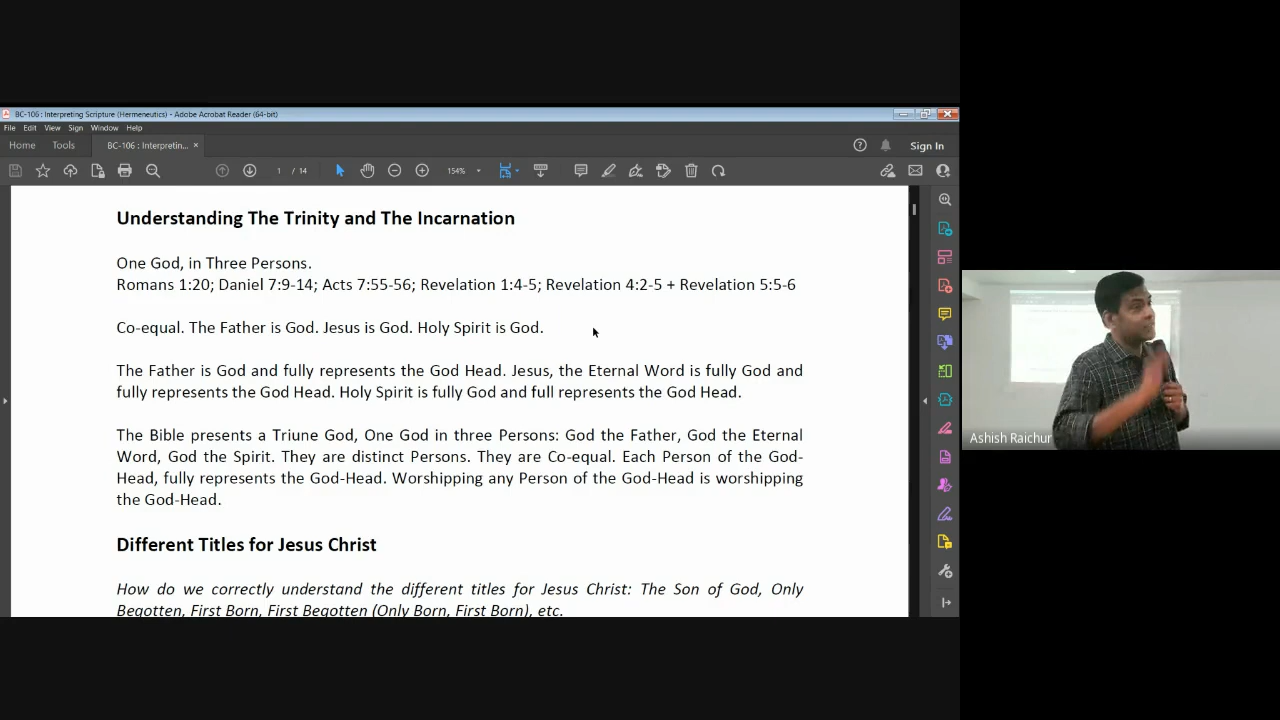 BC-106 : Interpreting Scripture (Hermeneutics) - Adobe Acrobat Reader (64-bit)
File Edit View Sign Window Help
Home Tools BC-106 : Interpretin... × Sign In
1 / 14 154%
Understanding The Trinity and The Incarnation
One God, in Three Persons.
Romans 1:20; Daniel 7:9-14; Acts 7:55-56; Revelation 1:4-5; Revelation 4:2-5 + Revelation 5:5-6
Co-equal. The Father is God. Jesus is God. Holy Spirit is God.
The Father is God and fully represents the God Head. Jesus, the Eternal Word is fully God and
fully represents the God Head. Holy Spirit is fully God and full represents the God Head.
The Bible presents a Triune God, One God in three Persons: God the Father, God the Eternal
Word, God the Spirit. They are distinct Persons. They are Co-equal. Each Person of the God-
Head, fully represents the God-Head. Worshipping any Person of the God-Head is worshipping
the God-Head.
Different Titles for Jesus Christ
How do we correctly understand the different titles for Jesus Christ: The Son of God, Only
Begotten, First Born, First Begotten (Only Born, First Born), etc.
Ashish Raichur